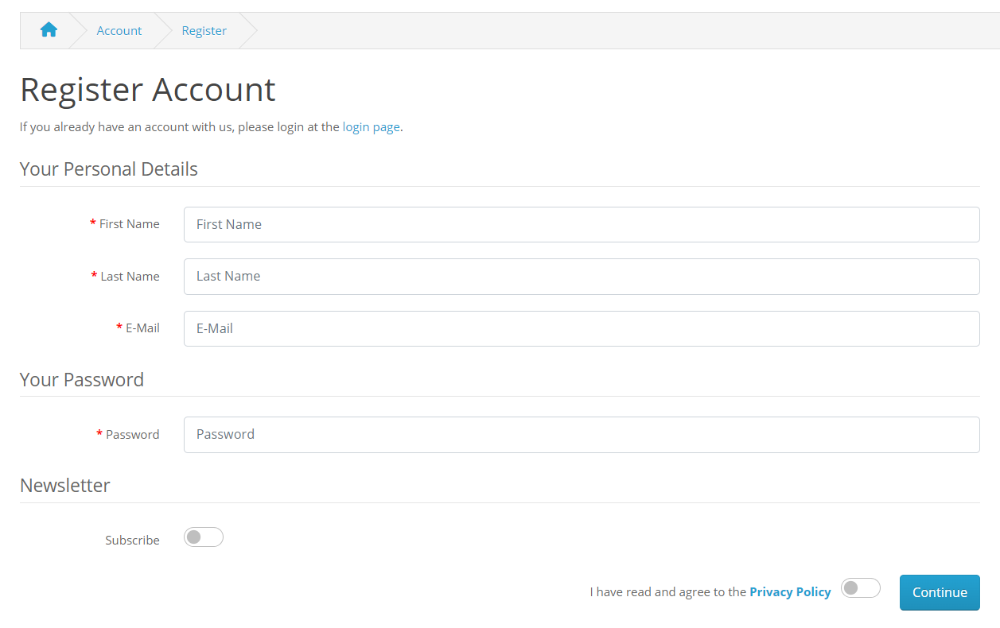 Account
Register
Register Account
If you already have an account with us, please login at the login page.
Your Personal Details
* First Name
First Name
* Last Name
Last Name
* E-Mail
E-Mail
Your Password
* Password
Password
Newsletter
Subscribe
I have read and agree to the Privacy Policy
Continue